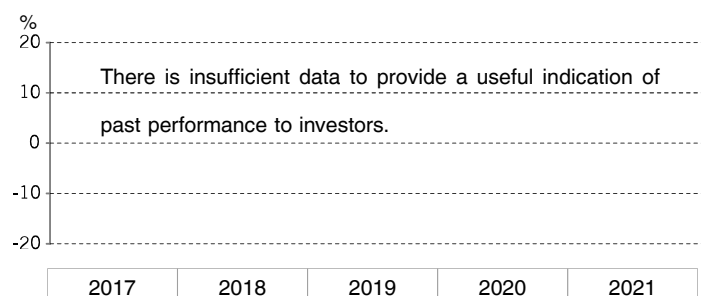 %
20
There is insufficient data to provide a useful indication of
10
past performance to investors.
0
-10
-20
2017 2018 2019 2020 2021